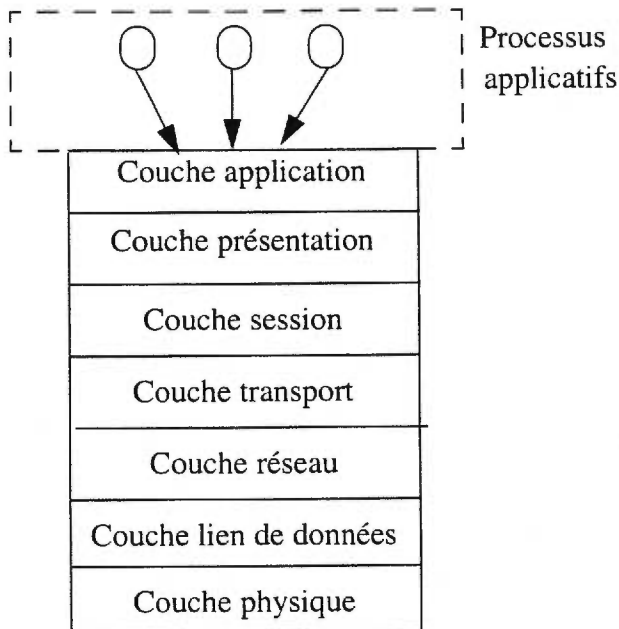 Processus
applicatifs
Couche application
Couche présentation
Couche session
Couche transport
Couche réseau
Couche lien de données
Couche physique